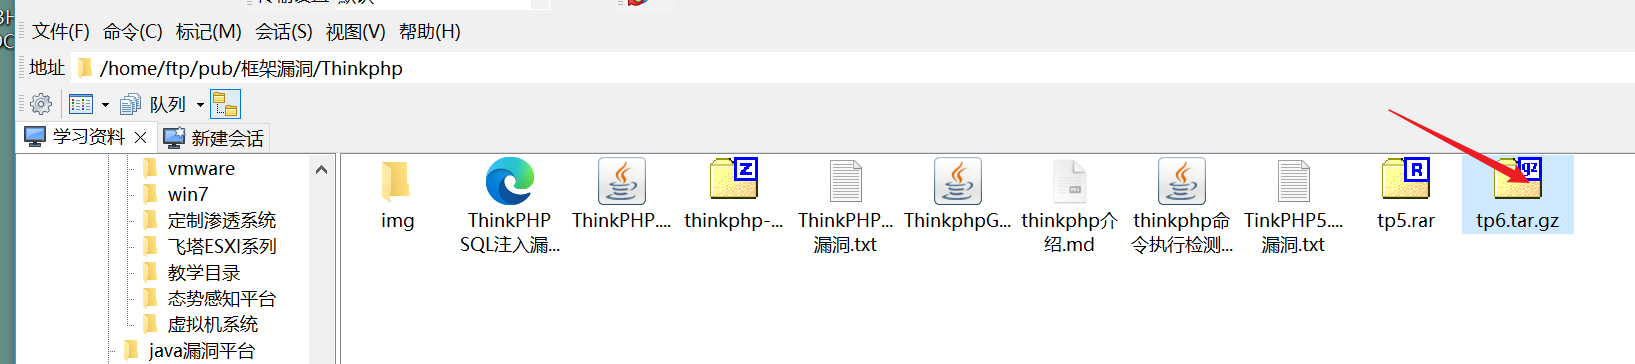 文件(F) 命令(C) 标记(M) 会话(S) 视图(V) 帮助(H)
地址 /home/ftp/pub/框架漏洞/Thinkphp
队列
学习资料 新建会话
vmware
win7
定制渗透系统
飞塔ESXI系列
教学目录
态势感知平台
虚拟机系统
java漏洞平台
img
ThinkPHP
SQL注入漏...
ThinkPHP....
thinkphp-...
ThinkPHP...
漏洞.txt
ThinkphpG...
thinkphp介
绍.md
thinkphp命
令执行检测...
TinkPHP5....
漏洞.txt
tp5.rar
tp6.tar.gz